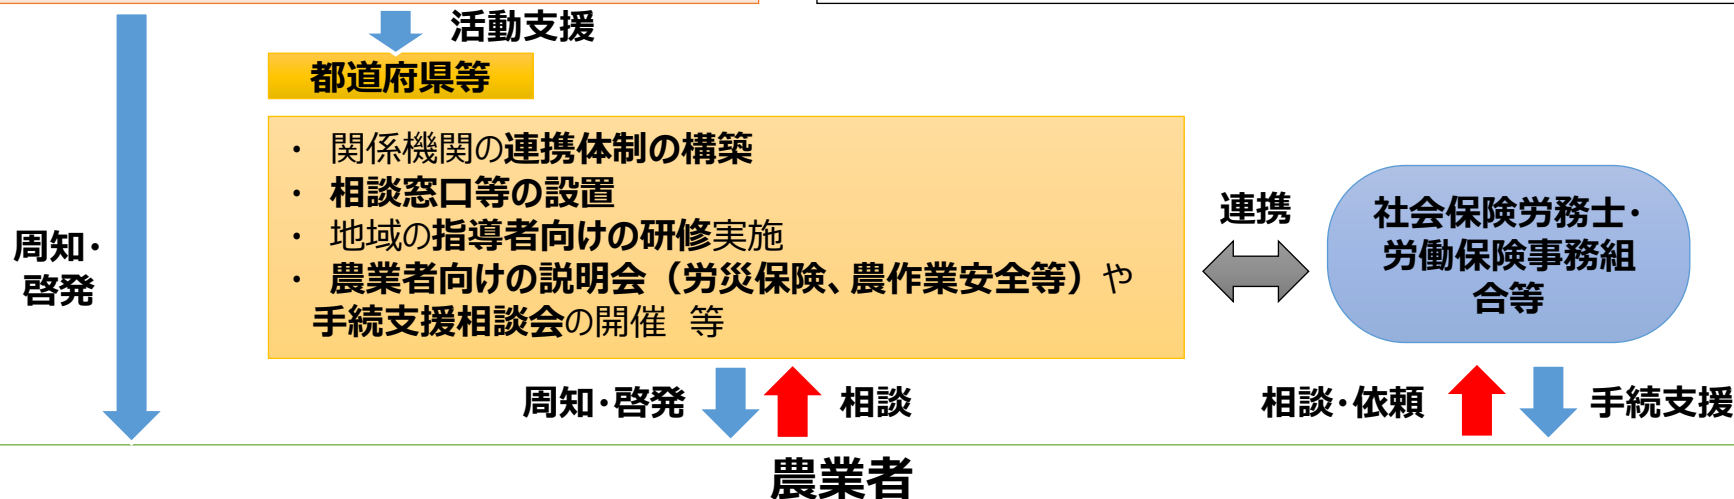 活動支援
都道府県等
・ 関係機関の連携体制の構築
・ 相談窓口等の設置
・ 地域の指導者向けの研修実施
・ 農業者向けの説明会（労災保険、農作業安全等）や
手続支援相談会の開催 等
周知・
啓発
連携
社会保険労務士・
労働保険事務組
合等
周知・啓発
相談
相談・依頼
手続支援
農業者